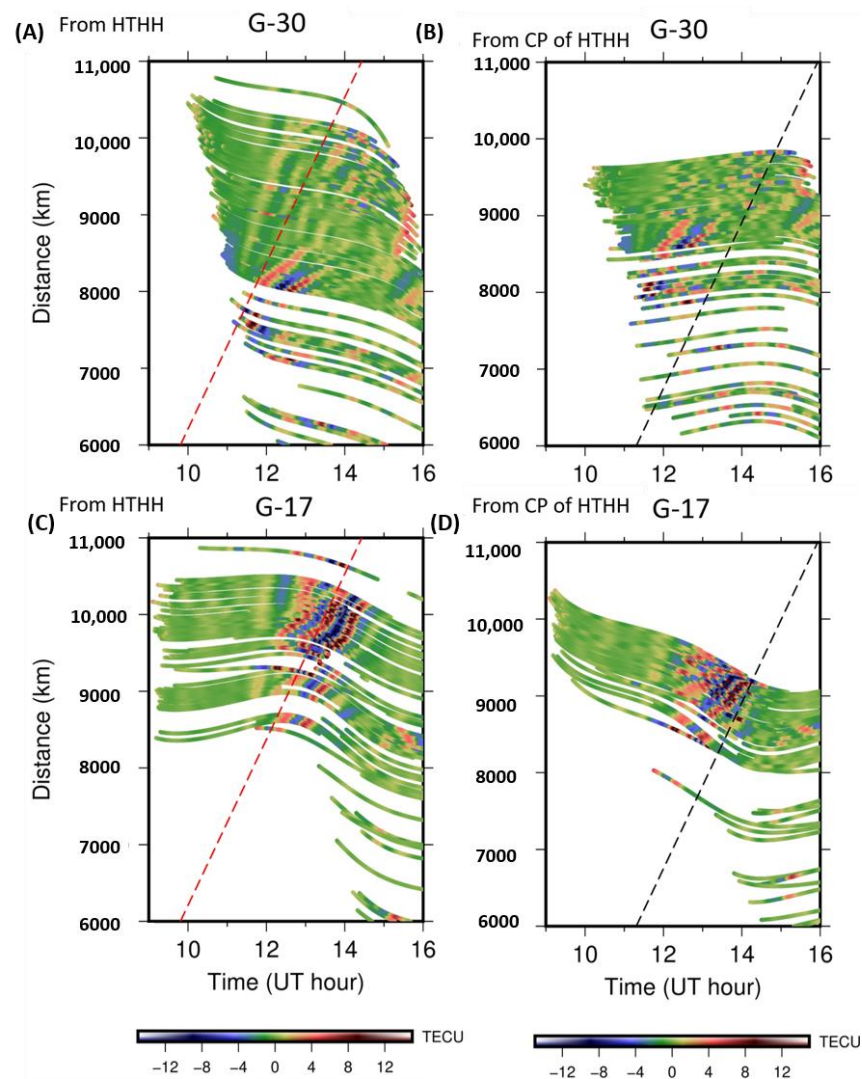 (A) From HTHH G-30
(B) From CP of HTHH G-30
11,000
10,000
9000
8000
7000
6000
Distance (km)
10 12 14 16
11,000
10,000
9000
8000
7000
6000
10 12 14 16
(C) From HTHH G-17
(D) From CP of HTHH G-17
11,000
10,000
9000
8000
7000
6000
Distance (km)
10 12 14 16
Time (UT hour)
11,000
10,000
9000
8000
7000
6000
10 12 14 16
Time (UT hour)
TECU
-12 -8 -4 0 4 8 12
TECU
-12 -8 -4 0 4 8 12